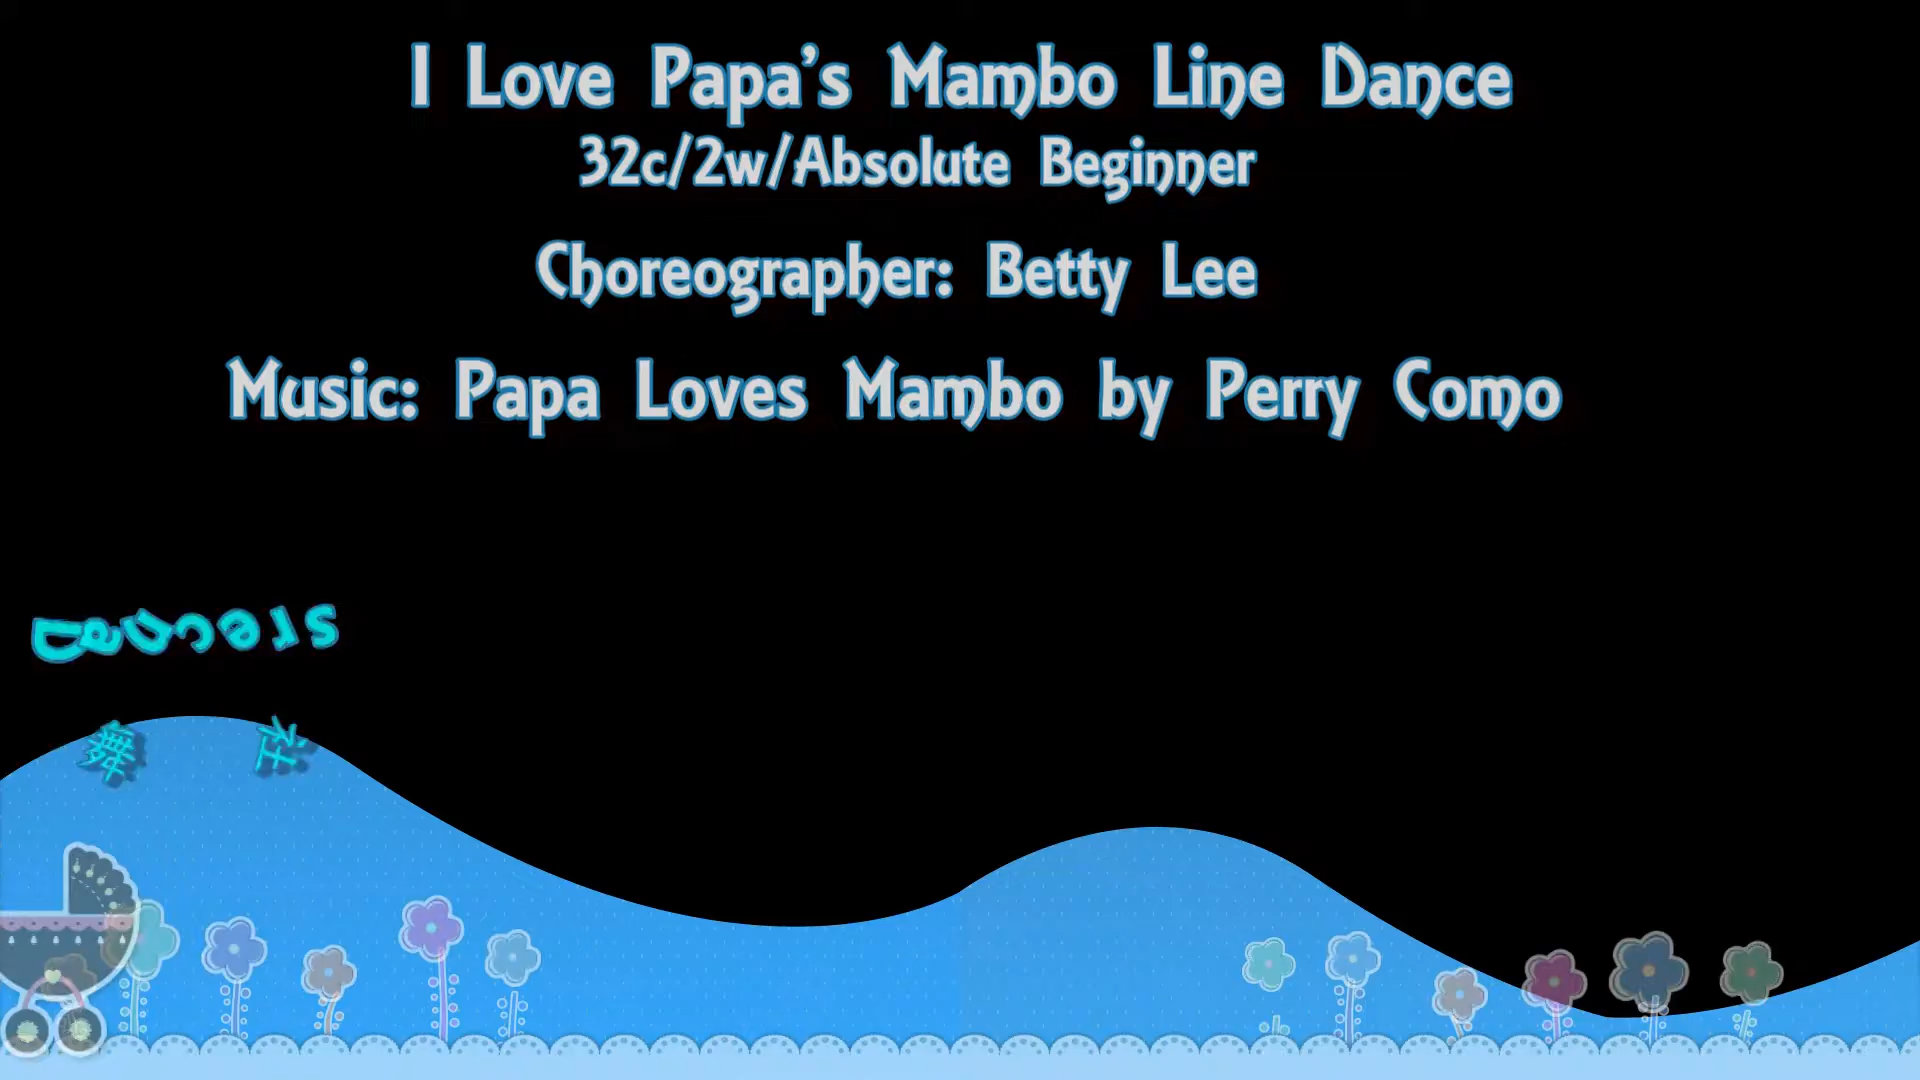 I Love Papa's Mambo Line Dance
32c/2w/Absolute Beginner
Choreographer: Betty Lee
Music: Papa Loves Mambo by Perry Como
Dancers
舞